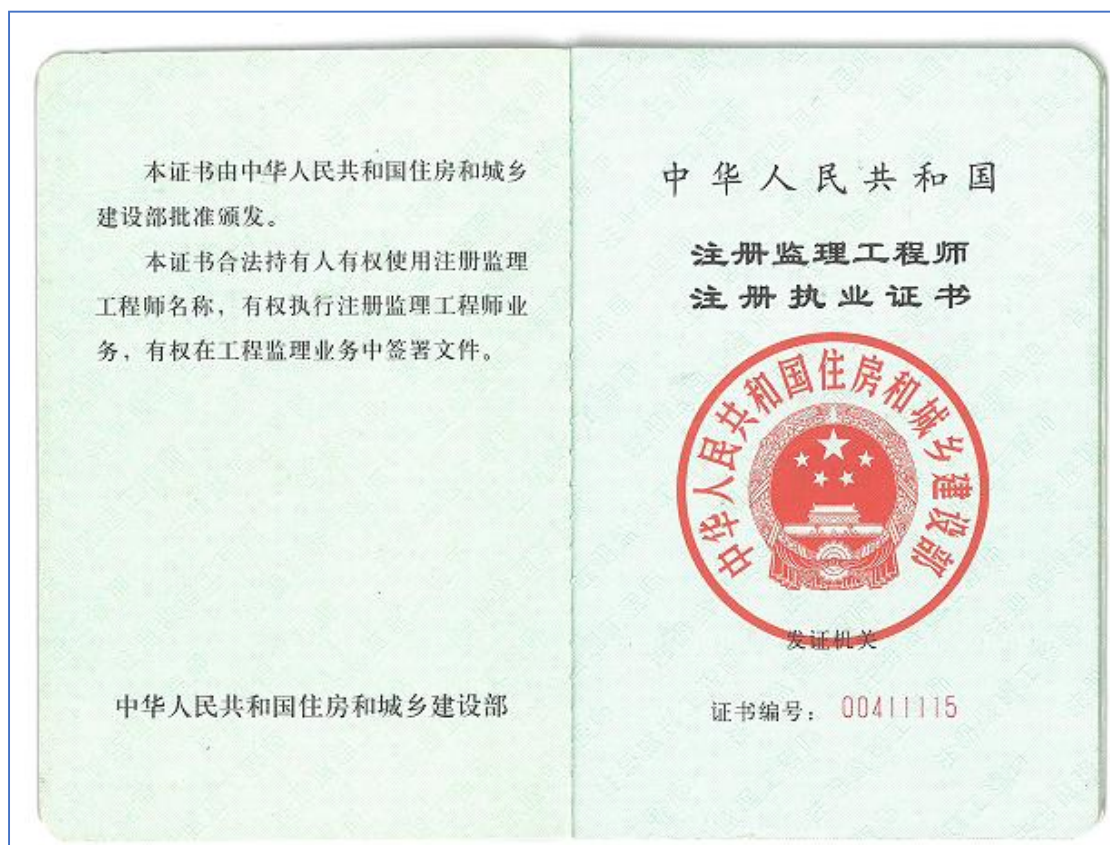 本证书由中华人民共和国住房和城乡
建设部批准颁发。
本证书合法持有人有权使用注册监理
工程师名称，有权执行注册监理工程师业
务，有权在工程监理业务中签署文件。
中华人民共和国住房和城乡建设部
中华人民共和国
注册监理工程师
注册执业证书
中华人民共和国住房和城乡建设部
发证机关
证书编号：00411115